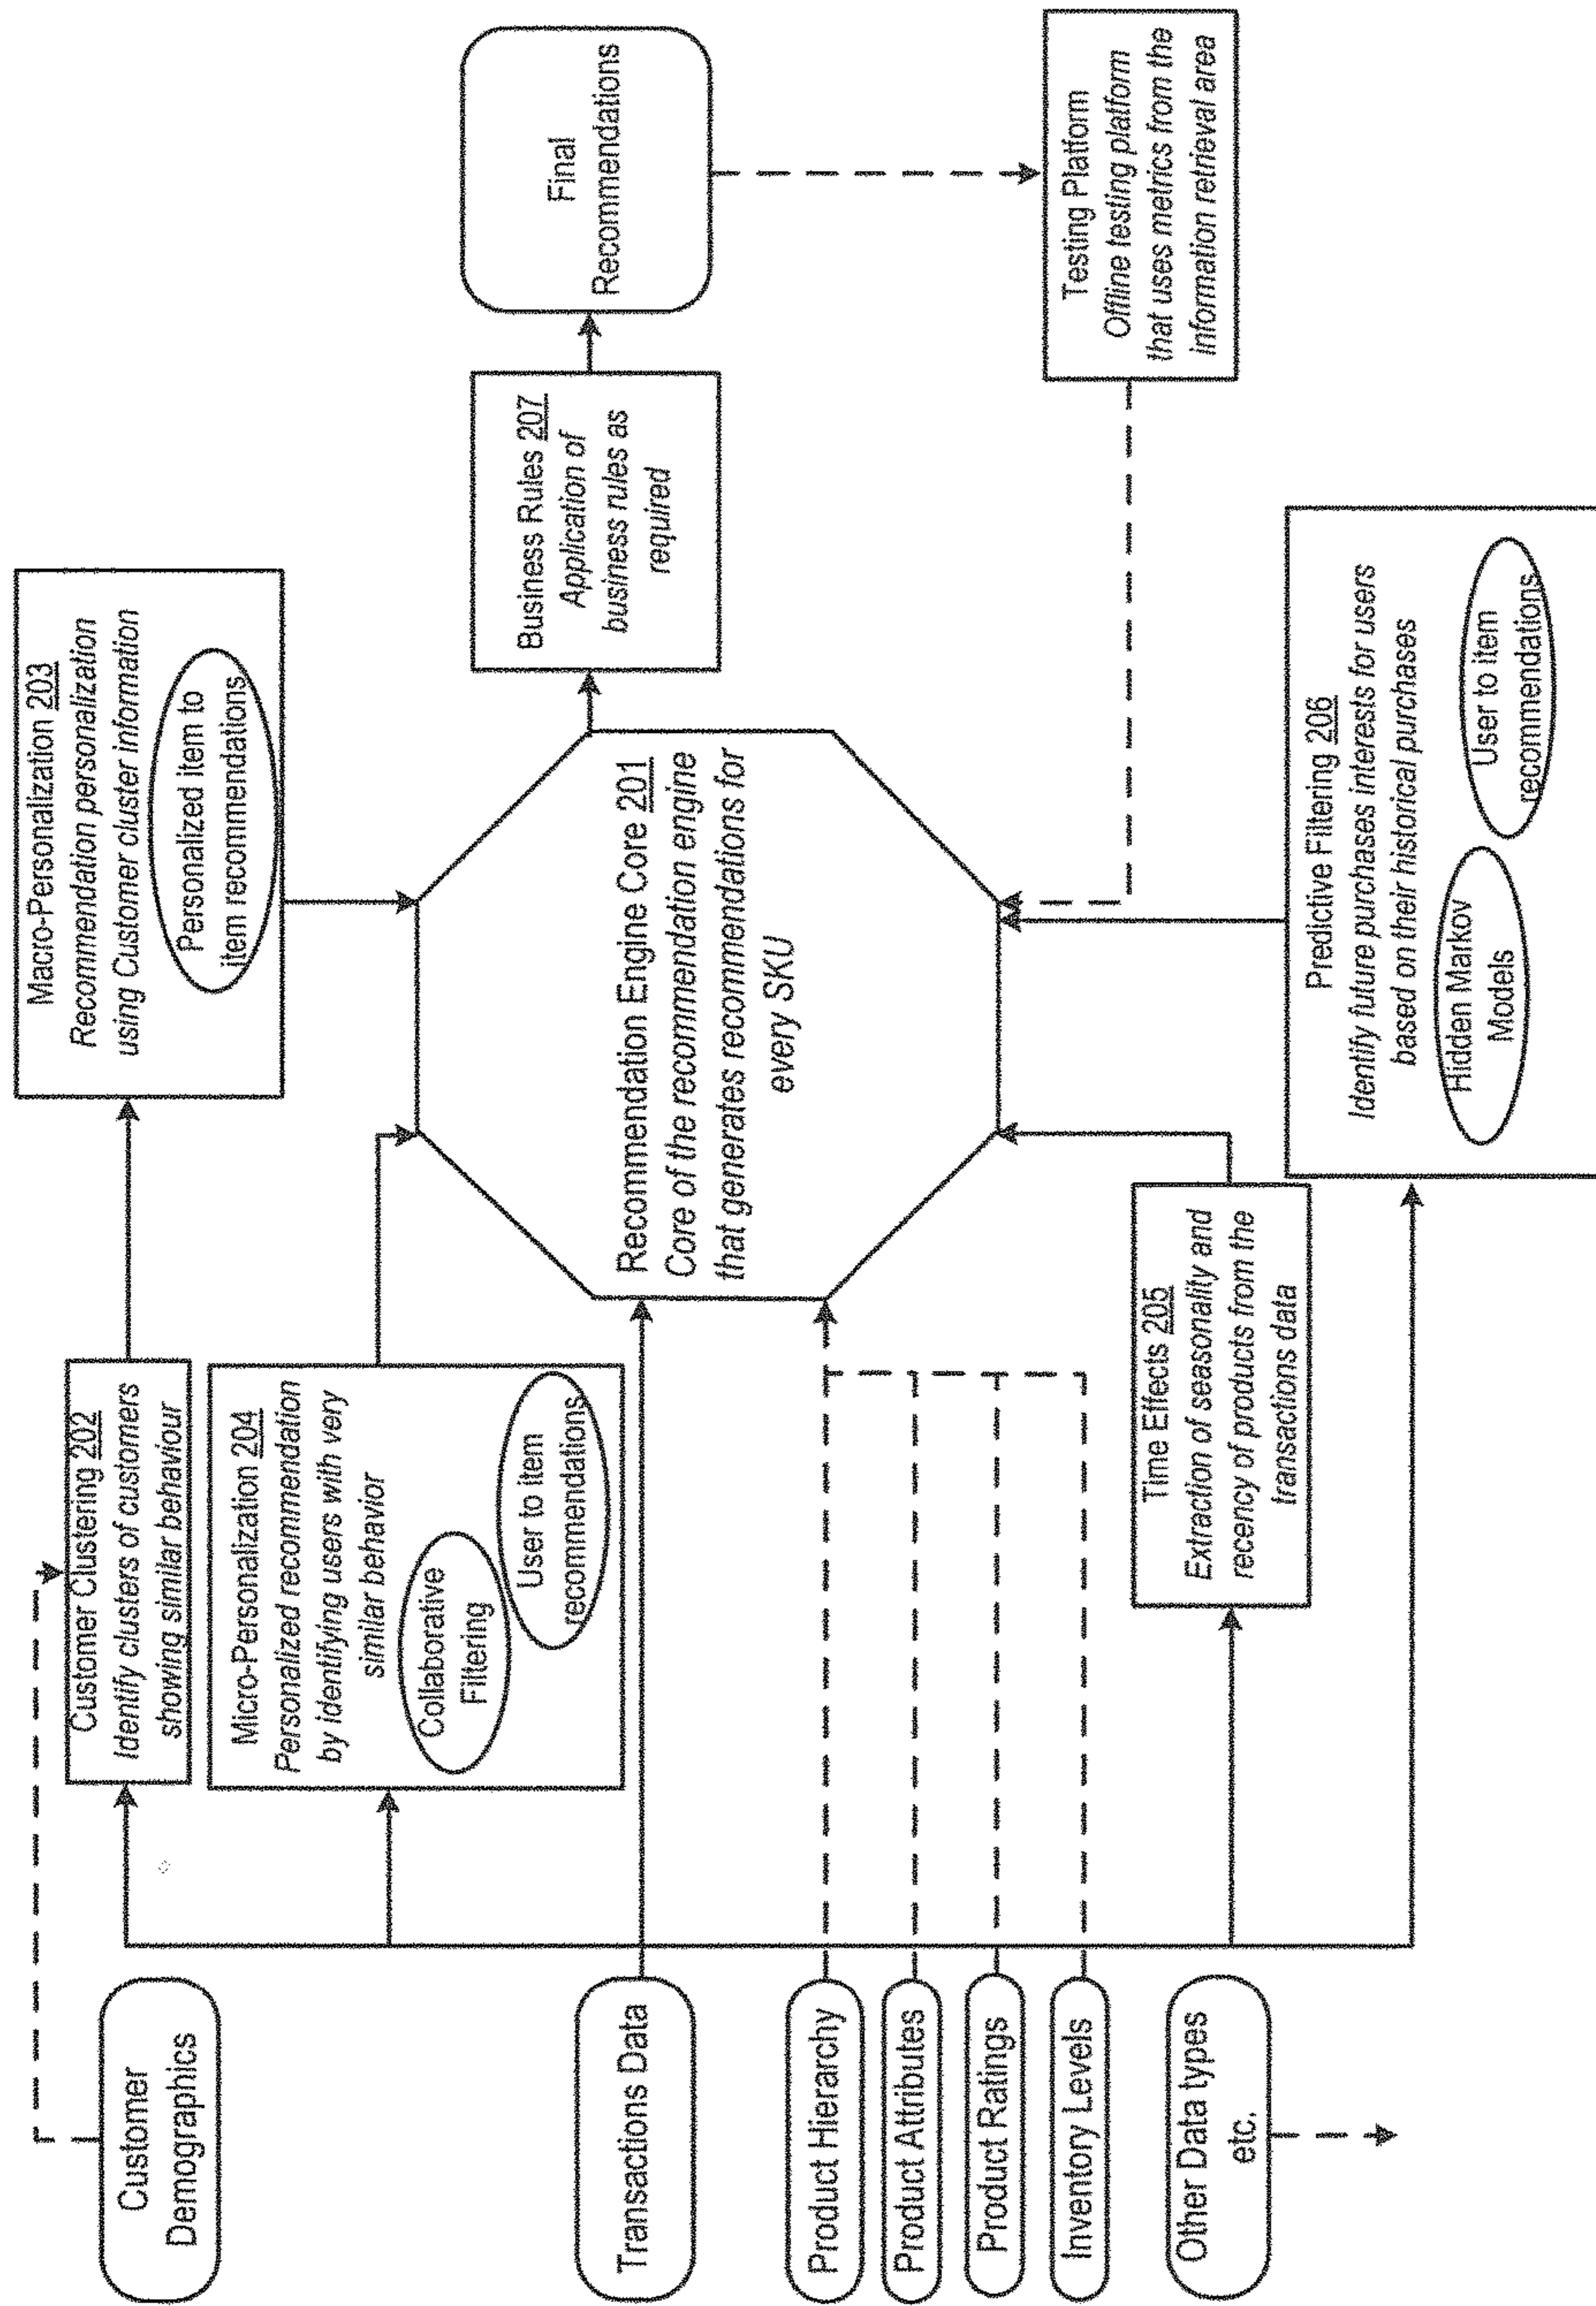 Customer
Demographics
Transactions Data
Product Hierarchy
Product Attributes
Product Ratings
Inventory Levels
Other Data types
etc.
Customer Clustering 202
Identify clusters of customers
showing similar behaviour
Micro-Personalization 204
Personalized recommendation
by identifying users with very
similar behavior
Collaborative
Filtering
User to item
recommendations
Time Effects 205
Extraction of seasonality and
recency of products from the
transactions data
Macro-Personalization 203
Recommendation personalization
using Customer cluster information
Personalized item to
item recommendations
Recommendation Engine Core 201
Core of the recommendation engine
that generates recommendations for
every SKU
Predictive Filtering 206
Identify future purchases interests for users
based on their historical purchases
Hidden Markov
Models
User to item
recommendations
Business Rules 207
Application of
business rules as
required
Final
Recommendations
Testing Platform
Offline testing platform
that uses metrics from the
information retrieval area